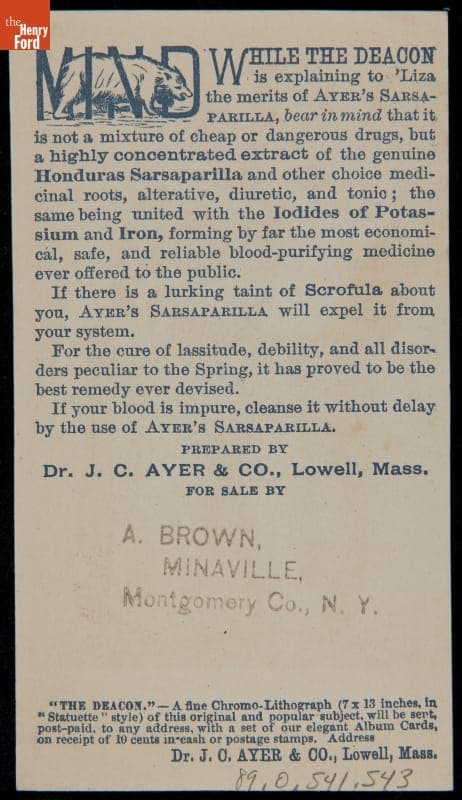 the
Henry
Ford
MIND
WHILE THE DEACON
is explaining to 'Liza
the merits of AYER'S SARSA-
PARILLA, bear in mind that it
is not a mixture of cheap or dangerous drugs, but
a highly concentrated extract of the genuine
Honduras Sarsaparilla and other choice medi-
cinal roots, alterative, diuretic, and tonic; the
same being united with the Iodides of Potas-
sium and Iron, forming by far the most economi-
cal, safe, and reliable blood-purifying medicine
ever offered to the public.
If there is a lurking taint of Scrofula about
you, AYER'S SARSAPARILLA will expel it from
your system.
For the cure of lassitude, debility, and all disor-
ders peculiar to the Spring, it has proved to be the
best remedy ever devised.
If your blood is impure, cleanse it without delay
by the use of AYER'S SARSAPARILLA.
PREPARED BY
Dr. J. C. AYER & CO., Lowell, Mass.
FOR SALE BY
A. BROWN,
MINAVILLE,
Montgomery Co., N. Y.
"THE DEACON."—A fine Chromo-Lithograph (7 x 13 inches, in
"Statuette" style) of this original and popular subject, will be sent,
post-paid, to any address, with a set of our elegant Album Cards,
on receipt of 10 cents in cash or postage stamps. Address
Dr. J. C. AYER & CO., Lowell, Mass.
89.0.541.543